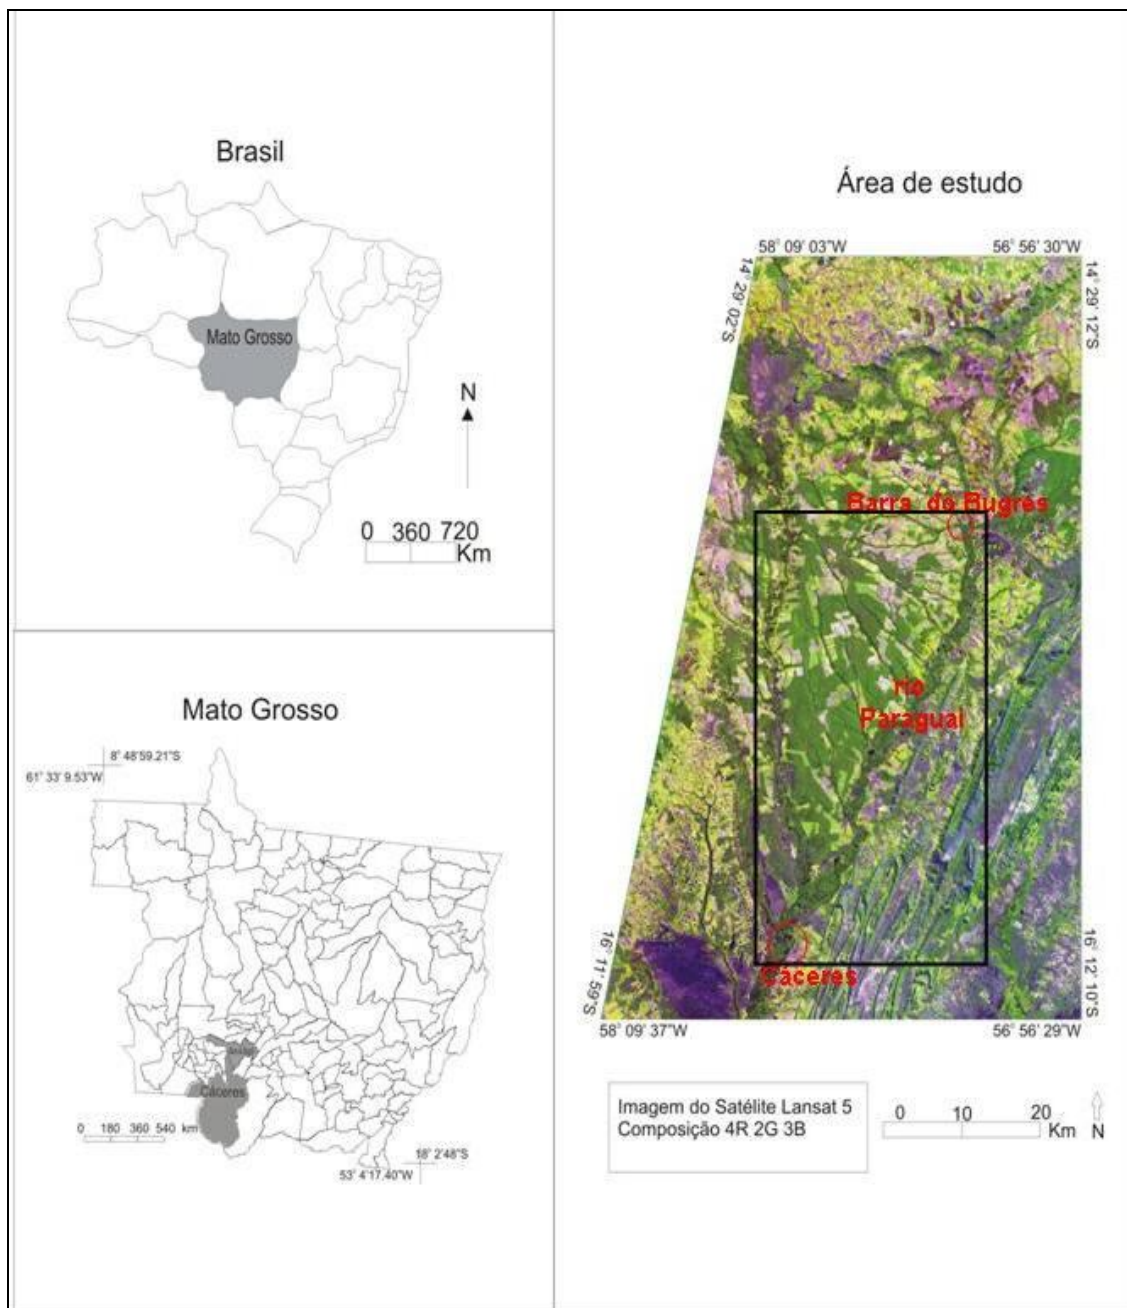 Brasil
Mato Grosso
N
0 360 720
Km
Mato Grosso
8° 48'59.21"S
61° 33' 9.53"W
Cáceres
0 180 360 540 km
18° 2'48"S
53° 4'17.40"W
Área de estudo
58° 09' 03"W
56° 56' 30"W
14° 29' 02"S
14° 29' 12"S
Barra do Bugres
rio
Paraguai
Cáceres
16° 11' 59"S
16° 12' 10"S
58° 09' 37"W
56° 56' 29"W
Imagem do Satélite Lansat 5
Composição 4R 2G 3B
0 10 20
Km
N